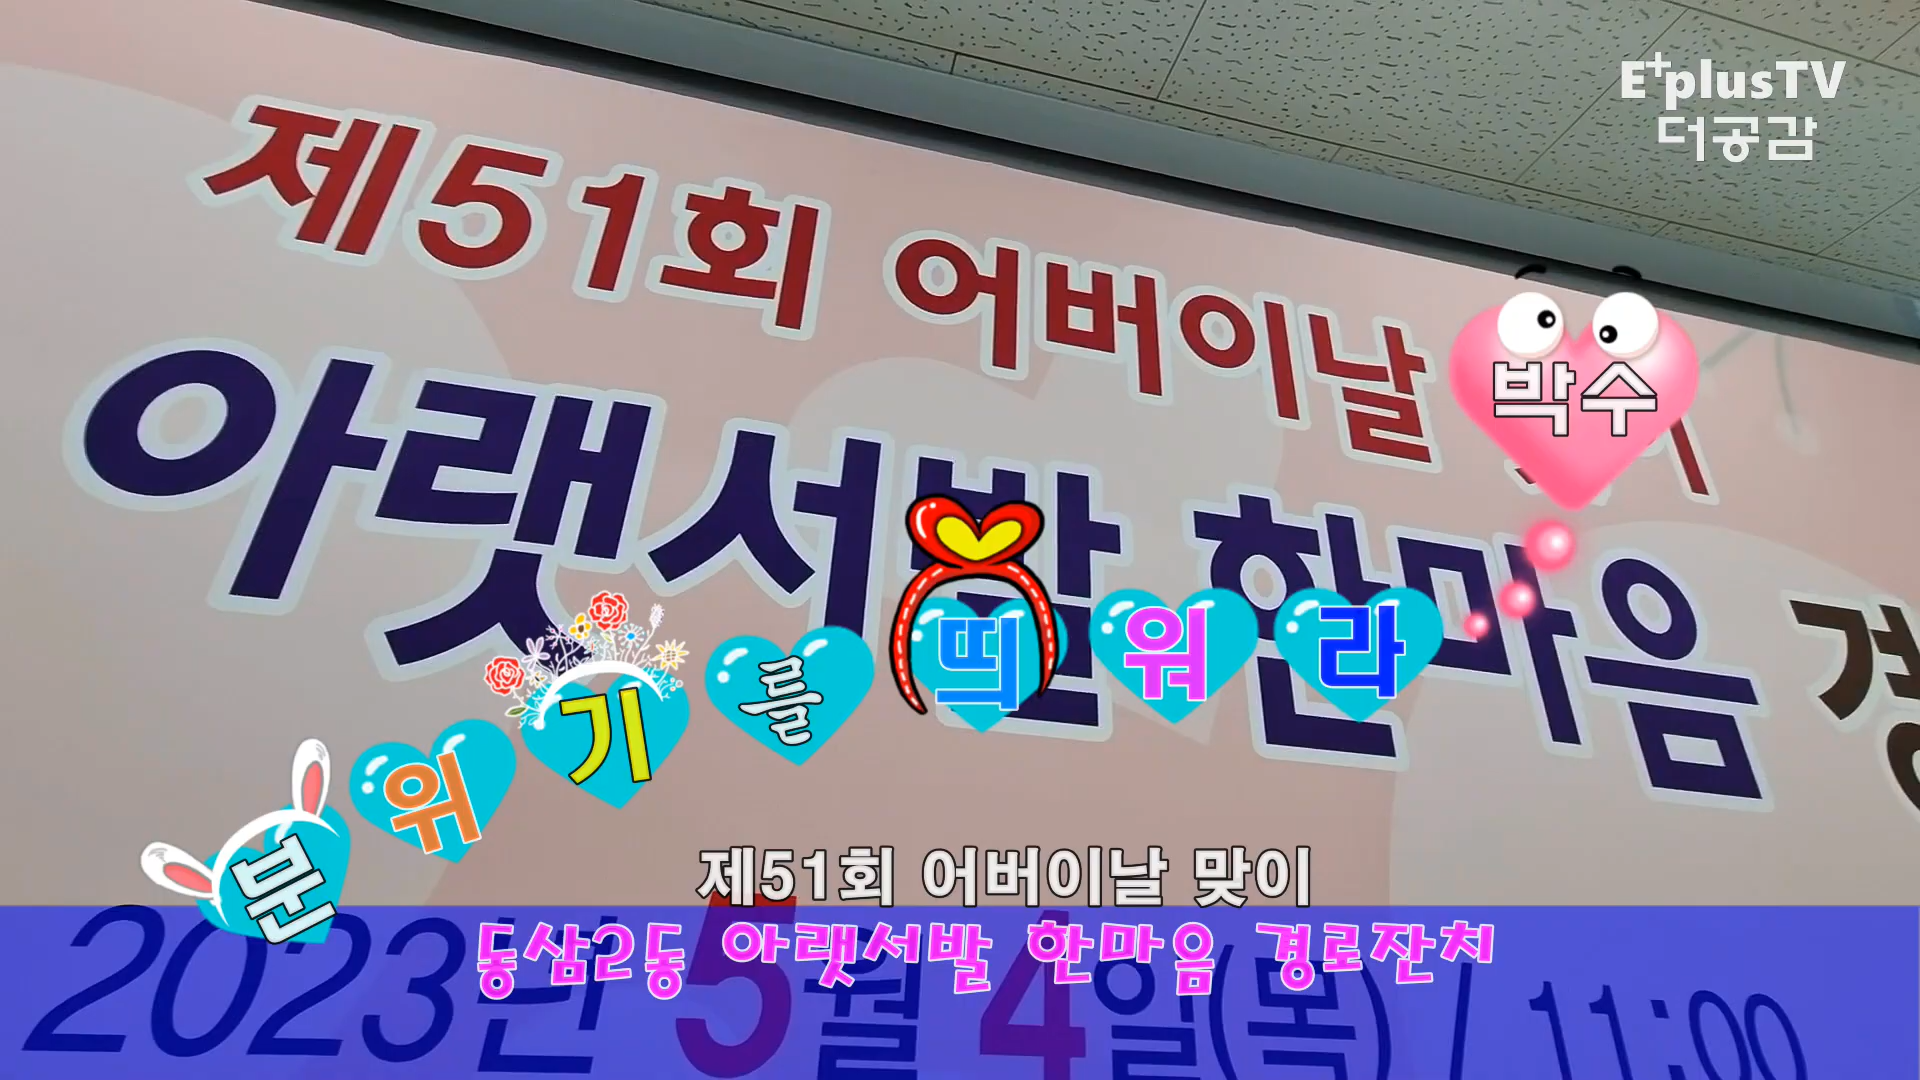 E+plusTV
더공감
제51회 어버이날
박수
아랫서발 한마음 경
분위기를 띄워라
제51회 어버이날 맞이
동삼2동 아랫서발 한마음 경로잔치
2023년 5월 4일(목) / 11:00